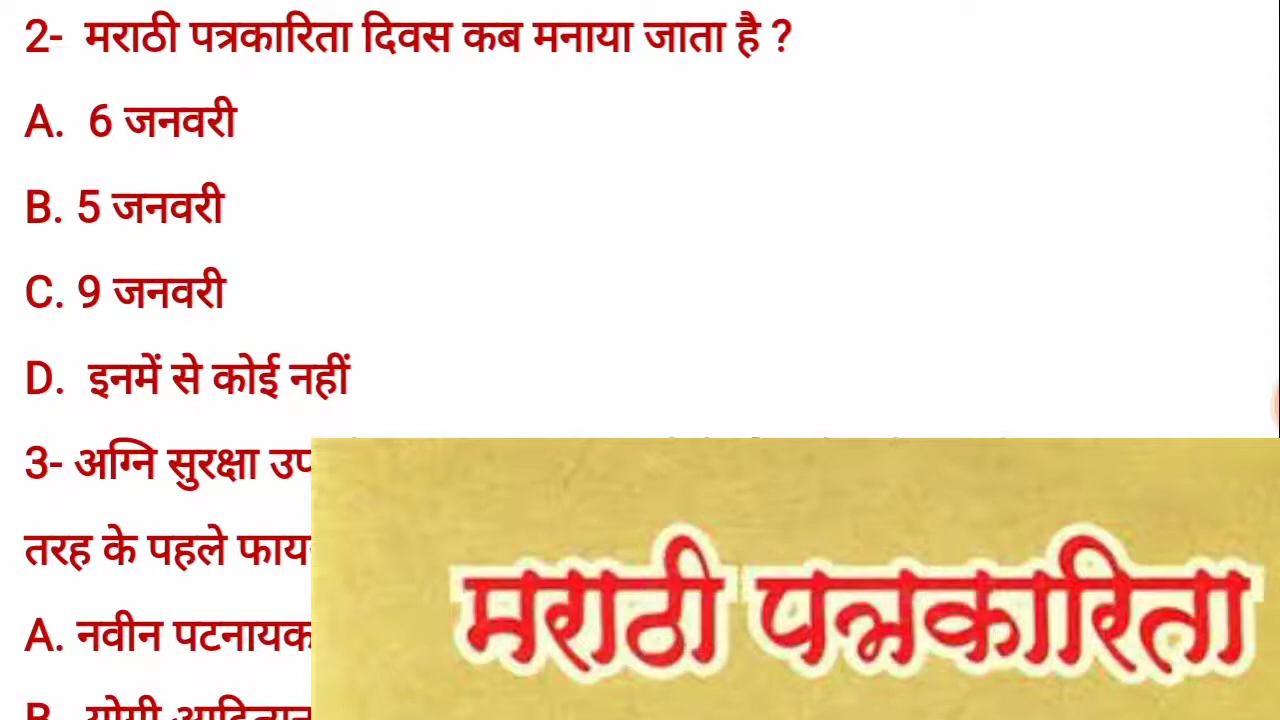 2- मराठी पत्रकारिता दिवस कब मनाया जाता है ?
A. 6 जनवरी
B. 5 जनवरी
C. 9 जनवरी
D. इनमें से कोई नहीं
3- अग्नि सुरक्षा
तरह के पहले
A. नवीन पटनायक
B. योगी
मराठी पत्रकारिता